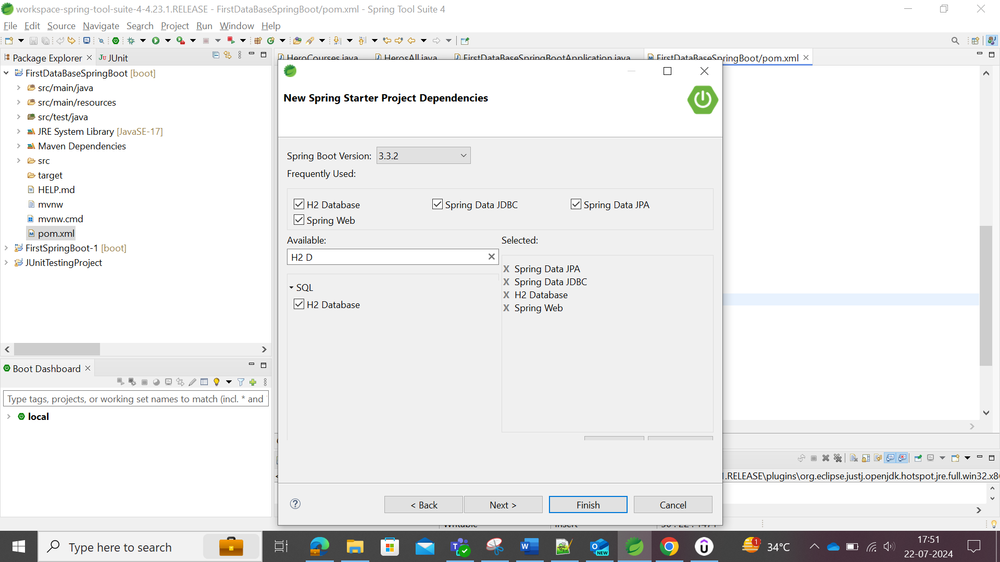 workspace-spring-tool-suite-4-4.23.1.RELEASE - FirstDataBaseSpringBoot/pom.xml - Spring Tool Suite 4
File Edit Source Navigate Search Project Run Window Help
Package Explorer
JUnit
HeroCourses.java
HerosAll.java
FirstDataBaseSpringBootApplication.java
FirstDataBaseSpringBoot/pom.xml
FirstDataBaseSpringBoot [boot]
src/main/java
src/main/resources
src/test/java
JRE System Library [JavaSE-17]
Maven Dependencies
src
target
HELP.md
mvnw
mvnw.cmd
pom.xml
FirstSpringBoot-1 [boot]
JUnitTestingProject
Boot Dashboard
Type tags, projects, or working set names to match (incl. * and
local
New Spring Starter Project Dependencies
Spring Boot Version: 3.3.2
Frequently Used:
H2 Database
Spring Data JDBC
Spring Data JPA
Spring Web
Available:
H2 D
SQL
H2 Database
Selected:
X Spring Data JPA
X Spring Data JDBC
X H2 Database
X Spring Web
.RELEASE\plugins\org.eclipse.justj.openjdk.hotspot.jre.full.win32.x8
< Back
Next >
Finish
Cancel
Writable
Insert
Type here to search
NEW
1
34°C
17:51
22-07-2024